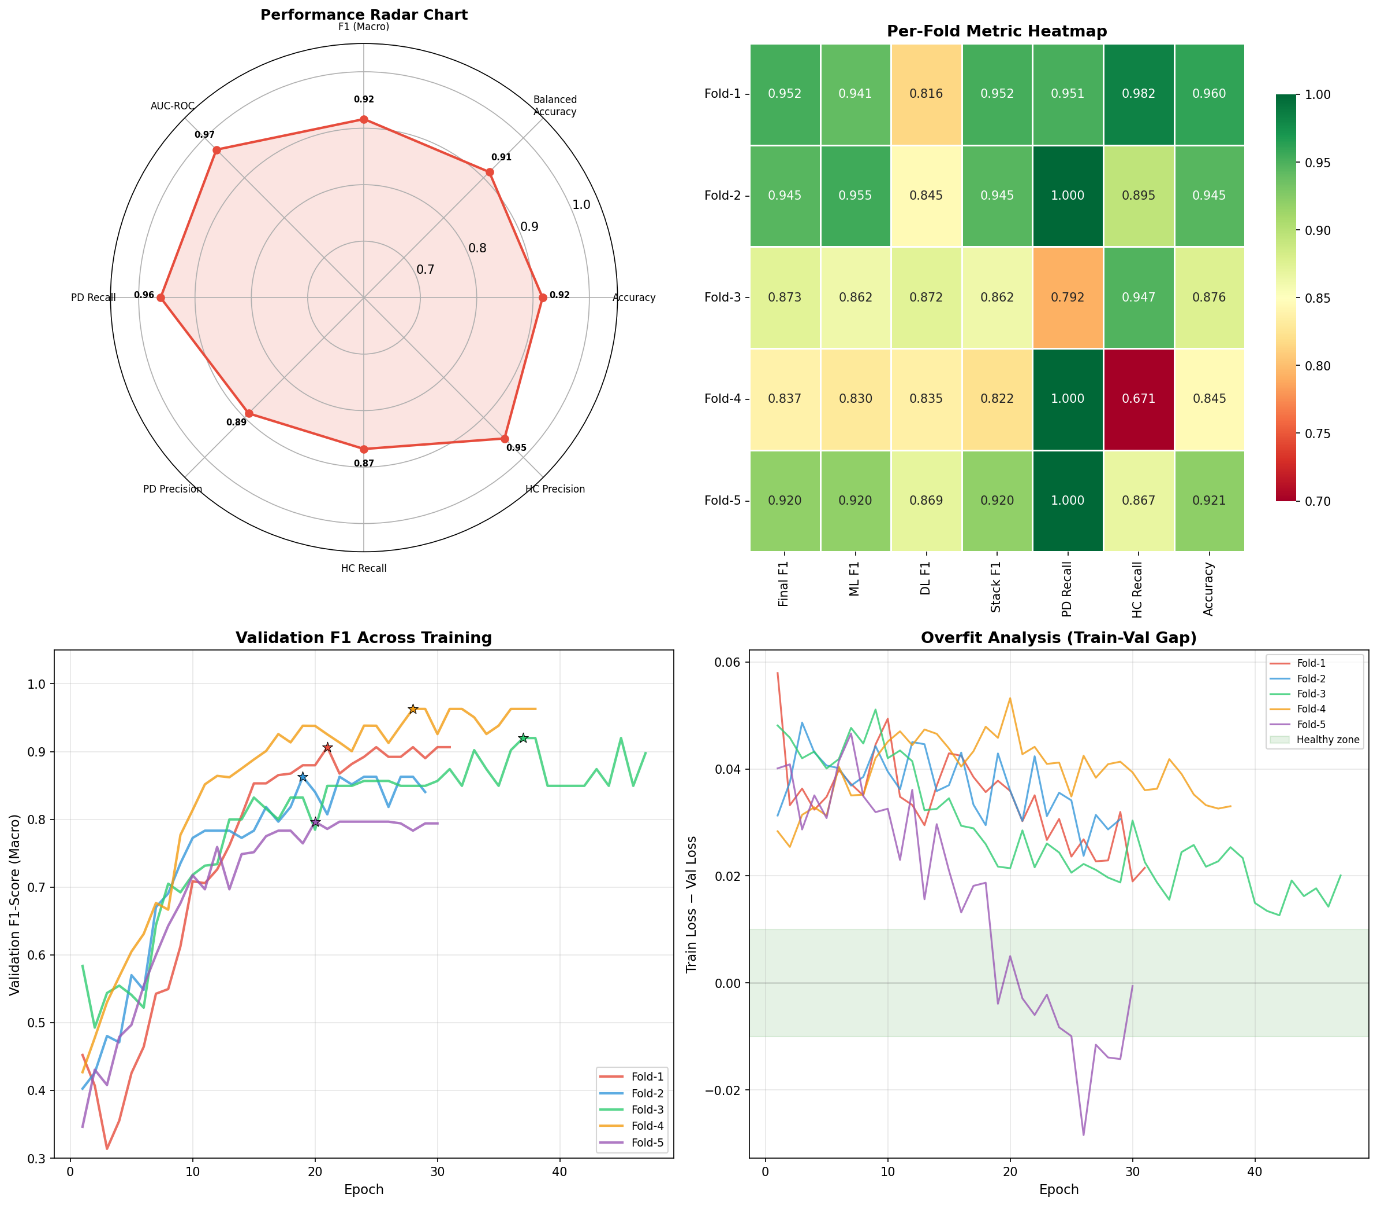 Performance Radar Chart
F1 (Macro)
Balanced
Accuracy
AUC-ROC
0.92
0.97
0.91
1.0
0.9
0.8
0.7
PD Recall
0.96
0.92
Accuracy
0.89
0.87
0.95
PD Precision
HC Precision
HC Recall
Per-Fold Metric Heatmap
Fold-1 0.952 0.941 0.816 0.952 0.951 0.982 0.960
Fold-2 0.945 0.955 0.845 0.945 1.000 0.895 0.945
Fold-3 0.873 0.862 0.872 0.862 0.792 0.947 0.876
Fold-4 0.837 0.830 0.835 0.822 1.000 0.671 0.845
Fold-5 0.920 0.920 0.869 0.920 1.000 0.867 0.921
Final F1
ML F1
DL F1
Stack F1
PD Recall
HC Recall
Accuracy
1.00
0.95
0.90
0.85
0.80
0.75
0.70
Validation F1 Across Training
Validation F1-Score (Macro)
1.0
0.9
0.8
0.7
0.6
0.5
0.4
0.3
Fold-1
Fold-2
Fold-3
Fold-4
Fold-5
0 10 20 30 40
Epoch
Overfit Analysis (Train-Val Gap)
Train Loss − Val Loss
0.06
0.04
0.02
0.00
−0.02
Fold-1
Fold-2
Fold-3
Fold-4
Fold-5
Healthy zone
0 10 20 30 40
Epoch